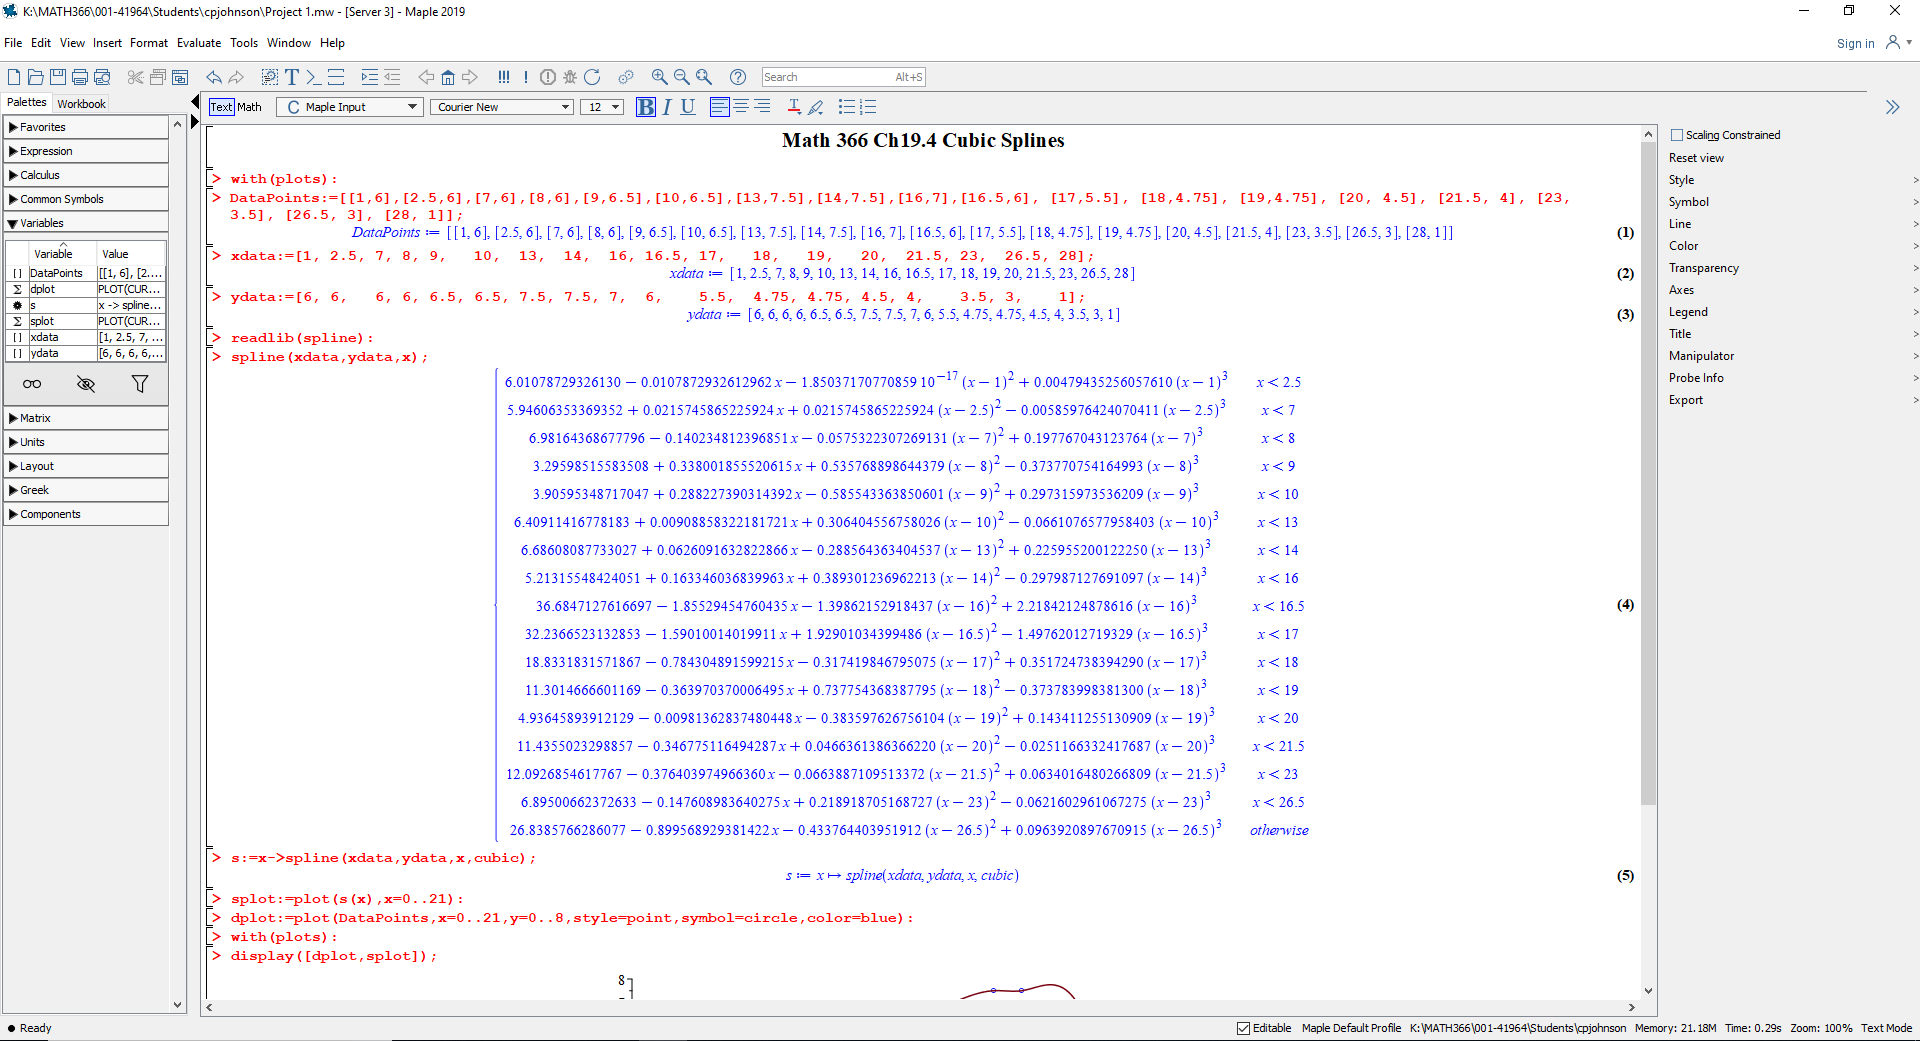 K:\MATH366\001-41964\Students\cpjohnson\Project 1.mw - [Server 3] - Maple 2019
File Edit View Insert Format Evaluate Tools Window Help
Sign in
Search Alt+S
Palettes Workbook
Text Math C Maple Input Courier New 12 B I U
Favorites
Expression
Calculus
Common Symbols
Variables
Variable Value
[ ] DataPoints [[1, 6], [2....
Σ dplot PLOT(CUR...
s x -> spline...
Σ splot PLOT(CUR...
[ ] xdata [1, 2.5, 7, ...
[ ] ydata [6, 6, 6, 6,...
Matrix
Units
Layout
Greek
Components
Math 366 Ch19.4 Cubic Splines
> with(plots):
> DataPoints:=[[1,6],[2.5,6],[7,6],[8,6],[9,6.5],[10,6.5],[13,7.5],[14,7.5],[16,7],[16.5,6], [17,5.5], [18,4.75], [19,4.75], [20, 4.5], [21.5, 4], [23,
3.5], [26.5, 3], [28, 1]];
DataPoints := [[1, 6], [2.5, 6], [7, 6], [8, 6], [9, 6.5], [10, 6.5], [13, 7.5], [14, 7.5], [16, 7], [16.5, 6], [17, 5.5], [18, 4.75], [19, 4.75], [20, 4.5], [21.5, 4], [23, 3.5], [26.5, 3], [28, 1]] (1)
> xdata:=[1, 2.5, 7, 8, 9, 10, 13, 14, 16, 16.5, 17, 18, 19, 20, 21.5, 23, 26.5, 28];
xdata := [1, 2.5, 7, 8, 9, 10, 13, 14, 16, 16.5, 17, 18, 19, 20, 21.5, 23, 26.5, 28] (2)
> ydata:=[6, 6, 6, 6, 6.5, 6.5, 7.5, 7.5, 7, 6, 5.5, 4.75, 4.75, 4.5, 4, 3.5, 3, 1];
ydata := [6, 6, 6, 6, 6.5, 6.5, 7.5, 7.5, 7, 6, 5.5, 4.75, 4.75, 4.5, 4, 3.5, 3, 1] (3)
> readlib(spline):
> spline(xdata,ydata,x);
6.01078729326130 − 0.0107872932612962 x − 1.85037170770859 10⁻¹⁷ (x − 1)² + 0.00479435256057610 (x − 1)³ x < 2.5
5.94606353369352 + 0.0215745865225924 x + 0.0215745865225924 (x − 2.5)² − 0.00585976424070411 (x − 2.5)³ x < 7
6.98164368677796 − 0.140234812396851 x − 0.0575322307269131 (x − 7)² + 0.197767043123764 (x − 7)³ x < 8
3.29598515583508 + 0.338001855520615 x + 0.535768898644379 (x − 8)² − 0.373770754164993 (x − 8)³ x < 9
3.90595348717047 + 0.288227390314392 x − 0.585543363850601 (x − 9)² + 0.297315973536209 (x − 9)³ x < 10
6.40911416778183 + 0.00908858322181721 x + 0.306404556758026 (x − 10)² − 0.0661076577958403 (x − 10)³ x < 13
6.68608087733027 + 0.0626091632822866 x − 0.288564363404537 (x − 13)² + 0.225955200122250 (x − 13)³ x < 14
5.21315548424051 + 0.163346036839963 x + 0.389301236962213 (x − 14)² − 0.297987127691097 (x − 14)³ x < 16
36.6847127616697 − 1.85529454760435 x − 1.39862152918437 (x − 16)² + 2.21842124878616 (x − 16)³ x < 16.5 (4)
32.2366523132853 − 1.59010014019911 x + 1.92901034399486 (x − 16.5)² − 1.49762012719329 (x − 16.5)³ x < 17
18.8331831571867 − 0.784304891599215 x − 0.317419846795075 (x − 17)² + 0.351724738394290 (x − 17)³ x < 18
11.3014666601169 − 0.363970370006495 x + 0.737754368387795 (x − 18)² − 0.373783998381300 (x − 18)³ x < 19
4.93645893912129 − 0.00981362837480448 x − 0.383597626756104 (x − 19)² + 0.143411255130909 (x − 19)³ x < 20
11.4355023298857 − 0.346775116494287 x + 0.0466361386366220 (x − 20)² − 0.0251166332417687 (x − 20)³ x < 21.5
12.0926854617767 − 0.376403974966360 x − 0.0663887109513372 (x − 21.5)² + 0.0634016480266809 (x − 21.5)³ x < 23
6.89500662372633 − 0.147608983640275 x + 0.218918705168727 (x − 23)² − 0.0621602961067275 (x − 23)³ x < 26.5
26.8385766286077 − 0.899568929381422 x − 0.433764403951912 (x − 26.5)² + 0.0963920897670915 (x − 26.5)³ otherwise
> s:=x->spline(xdata,ydata,x,cubic);
s := x ↦ spline(xdata, ydata, x, cubic) (5)
> splot:=plot(s(x),x=0..21):
> dplot:=plot(DataPoints,x=0..21,y=0..8,style=point,symbol=circle,color=blue):
> with(plots):
> display([dplot,splot]);
8
Scaling Constrained
Reset view
Style
Symbol
Line
Color
Transparency
Axes
Legend
Title
Manipulator
Probe Info
Export
Ready
Editable Maple Default Profile K:\MATH366\001-41964\Students\cpjohnson Memory: 21.18M Time: 0.29s Zoom: 100% Text Mode